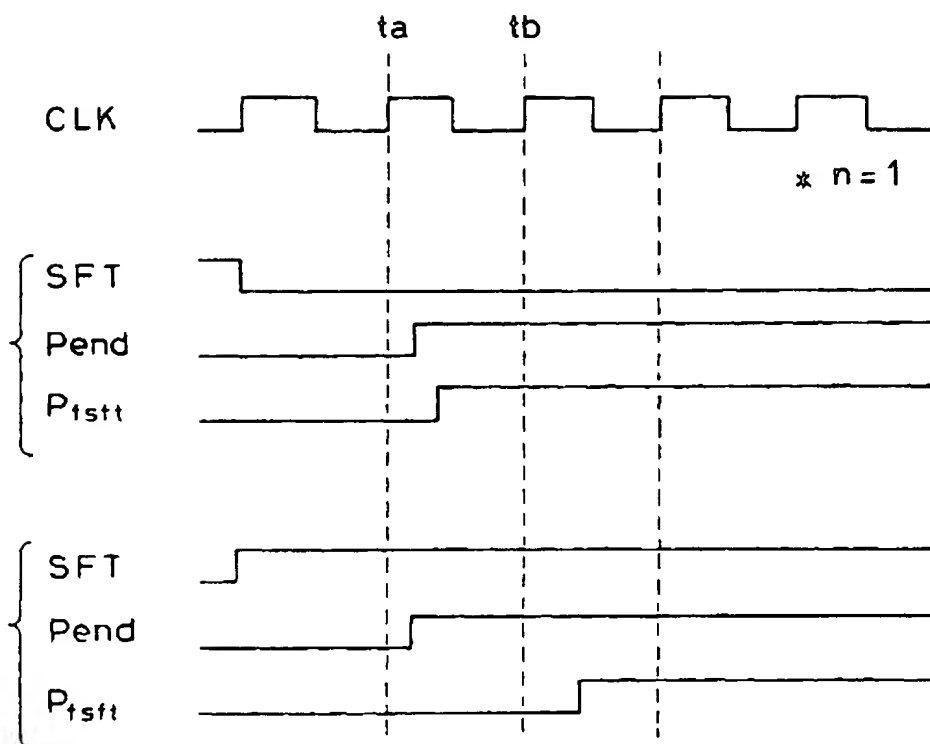 ta tb
CLK
* n = 1
SFT
Pend
Ptsft
SFT
Pend
Ptsft